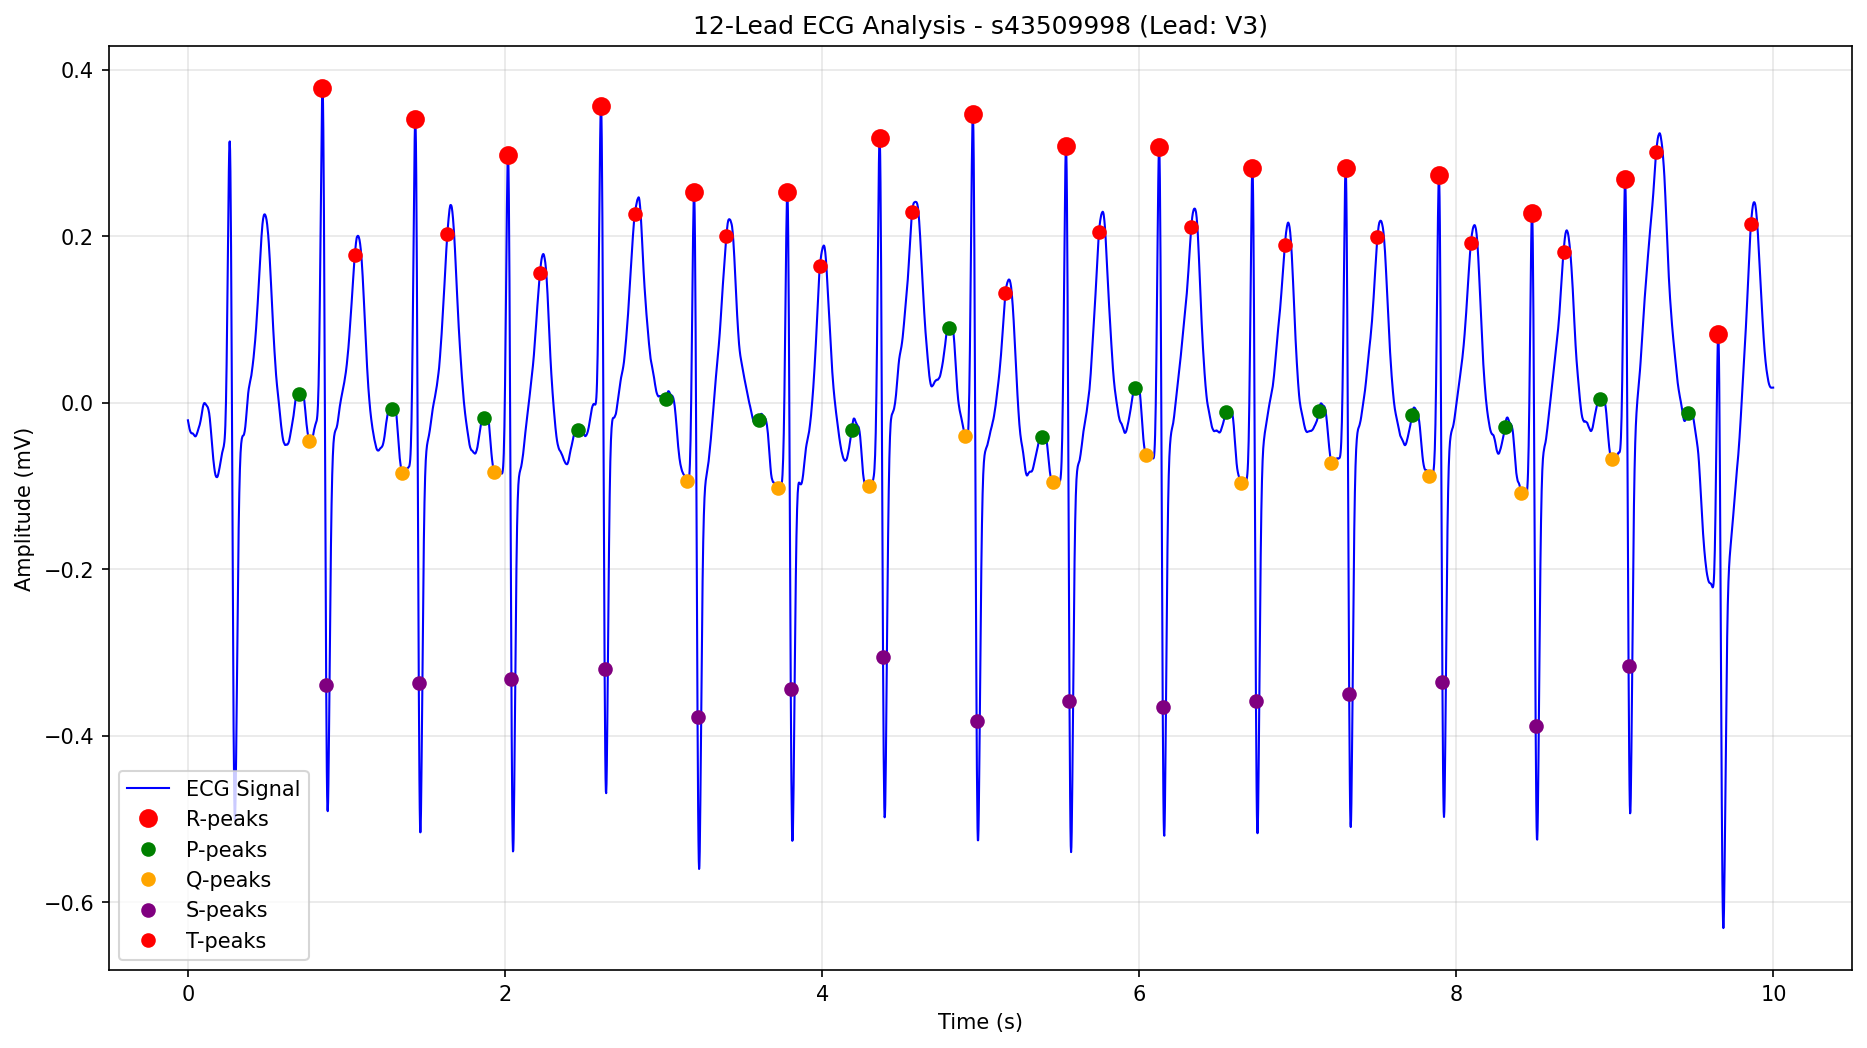 12-Lead ECG Analysis - s43509998 (Lead: V3)
0.4
0.2
0.0
−0.2
−0.4
−0.6
Amplitude (mV)
ECG Signal
R-peaks
P-peaks
Q-peaks
S-peaks
T-peaks
0 2 4 6 8 10
Time (s)